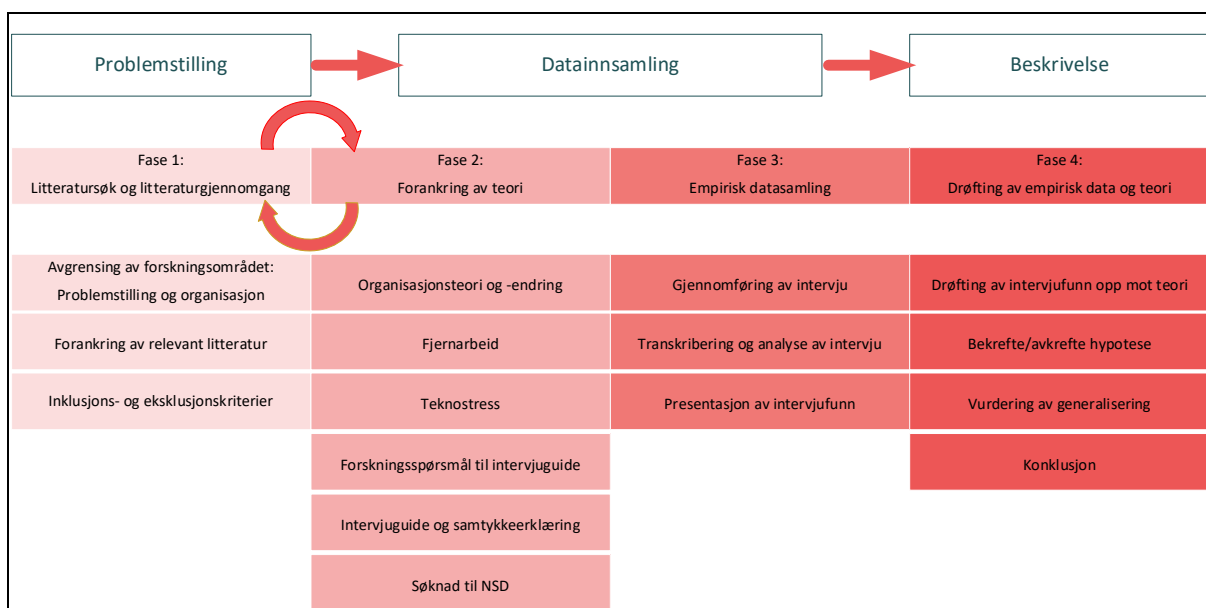 Problemstilling
Datainnsamling
Beskrivelse
Fase 1:
Litteratursøk og litteraturgjennomgang
Fase 2:
Forankring av teori
Fase 3:
Empirisk datasamling
Fase 4:
Drøfting av empirisk data og teori
Avgrensing av forskningsområdet:
Problemstilling og organisasjon
Forankring av relevant litteratur
Inklusjons- og eksklusjonskriterier
Organisasjonsteori og -endring
Fjernarbeid
Teknostress
Forskningsspørsmål til intervjuguide
Intervjuguide og samtykkeerklæring
Søknad til NSD
Gjennomføring av intervju
Transkribering og analyse av intervju
Presentasjon av intervjufunn
Drøfting av intervjufunn opp mot teori
Bekrefte/avkrefte hypotese
Vurdering av generalisering
Konklusjon